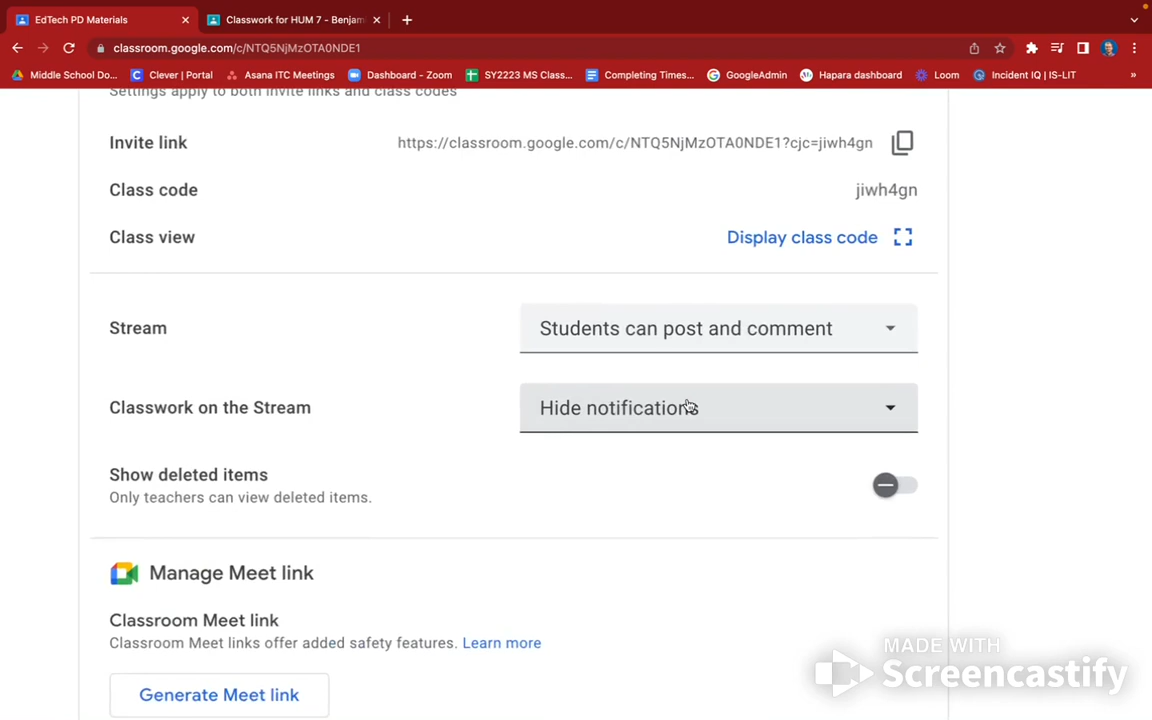 EdTech PD Materials
Classwork for HUM 7 - Benjam
classroom.google.com/c/NTQ5NjMzOTA0NDE1
Middle School Do...
Clever | Portal
Asana ITC Meetings
Dashboard - Zoom
SY2223 MS Class...
Completing Times...
GoogleAdmin
Hapara dashboard
Loom
Incident IQ | IS-LIT
»
Settings apply to both invite links and class codes
Invite link https://classroom.google.com/c/NTQ5NjMzOTA0NDE1?cjc=jiwh4gn
Class code jiwh4gn
Class view Display class code
Stream Students can post and comment
Classwork on the Stream Hide notifications
Show deleted items
Only teachers can view deleted items.
Manage Meet link
Classroom Meet link
Classroom Meet links offer added safety features. Learn more
Generate Meet link
MADE WITH
Screencastify